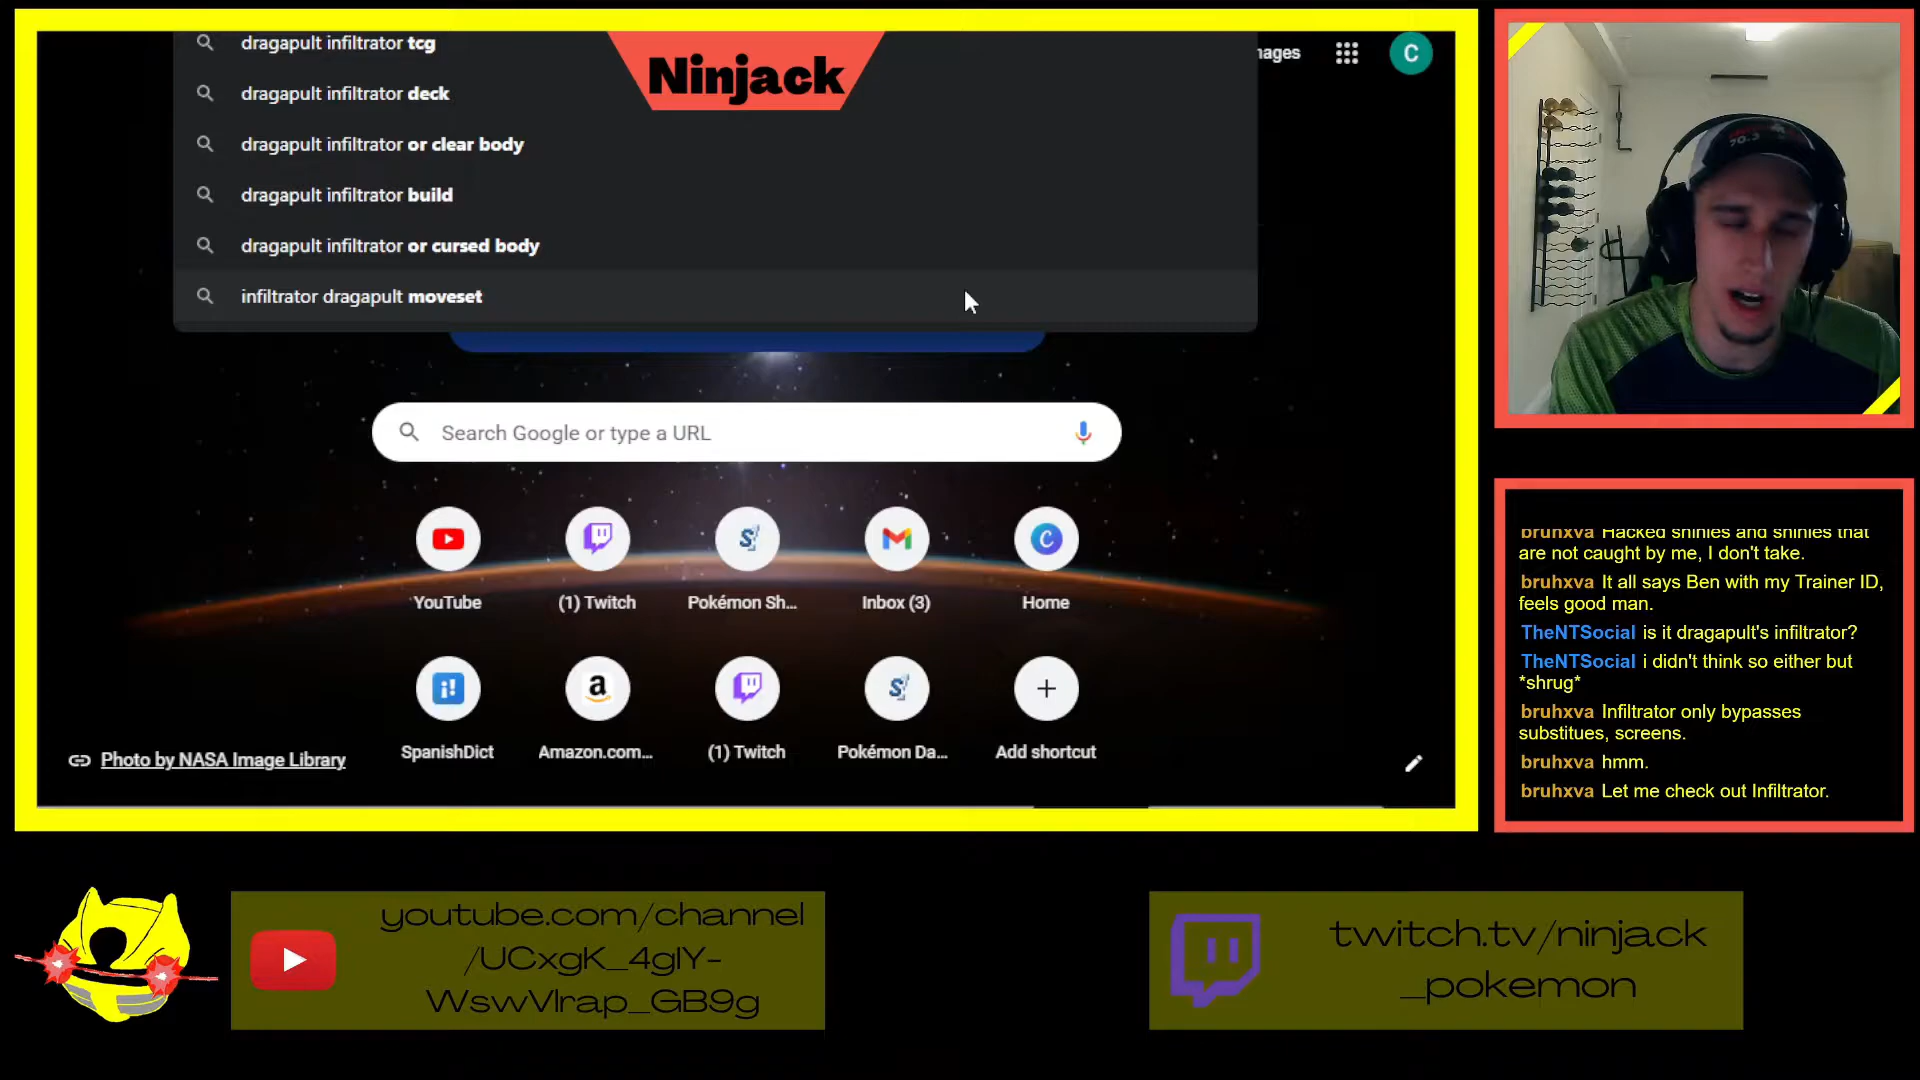 dragapult infiltrator tcg
Ninjack
C
dragapult infiltrator deck
dragapult infiltrator or clear body
dragapult infiltrator build
dragapult infiltrator or cursed body
infiltrator dragapult moveset
Search Google or type a URL
YouTube
(1) Twitch
Pokémon Sh...
Inbox (3)
Home
SpanishDict
Amazon.com...
(1) Twitch
Pokémon Da...
Add shortcut
Photo by NASA Image Library
70.3
bruhxva Hacked shinies and shinies that
are not caught by me, I don't take.
bruhxva It all says Ben with my Trainer ID,
feels good man.
TheNTSocial is it dragapult's infiltrator?
TheNTSocial i didn't think so either but
*shrug*
bruhxva Infiltrator only bypasses
substitues, screens.
bruhxva hmm.
bruhxva Let me check out Infiltrator.
youtube.com/channel
/UCxgK_4glY-
WswVlrap_GB9g
twitch.tv/ninjack
_pokemon